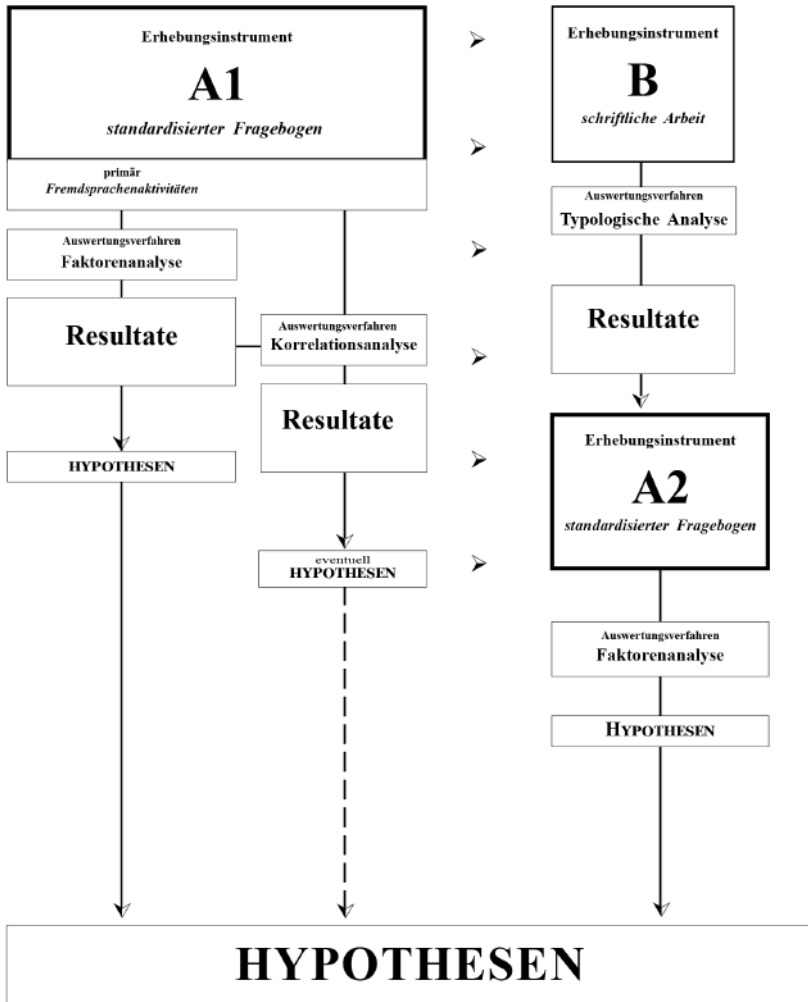 Erhebungsinstrument
A1
standardisierter Fragebogen
primär
Fremdsprachenaktivitäten
Auswertungsverfahren
Faktorenanalyse
Resultate
HYPOTHESEN
Auswertungsverfahren
Korrelationsanalyse
Resultate
eventuell
HYPOTHESEN
Erhebungsinstrument
B
schriftliche Arbeit
Auswertungsverfahren
Typologische Analyse
Resultate
Erhebungsinstrument
A2
standardisierter Fragebogen
Auswertungsverfahren
Faktorenanalyse
HYPOTHESEN
HYPOTHESEN